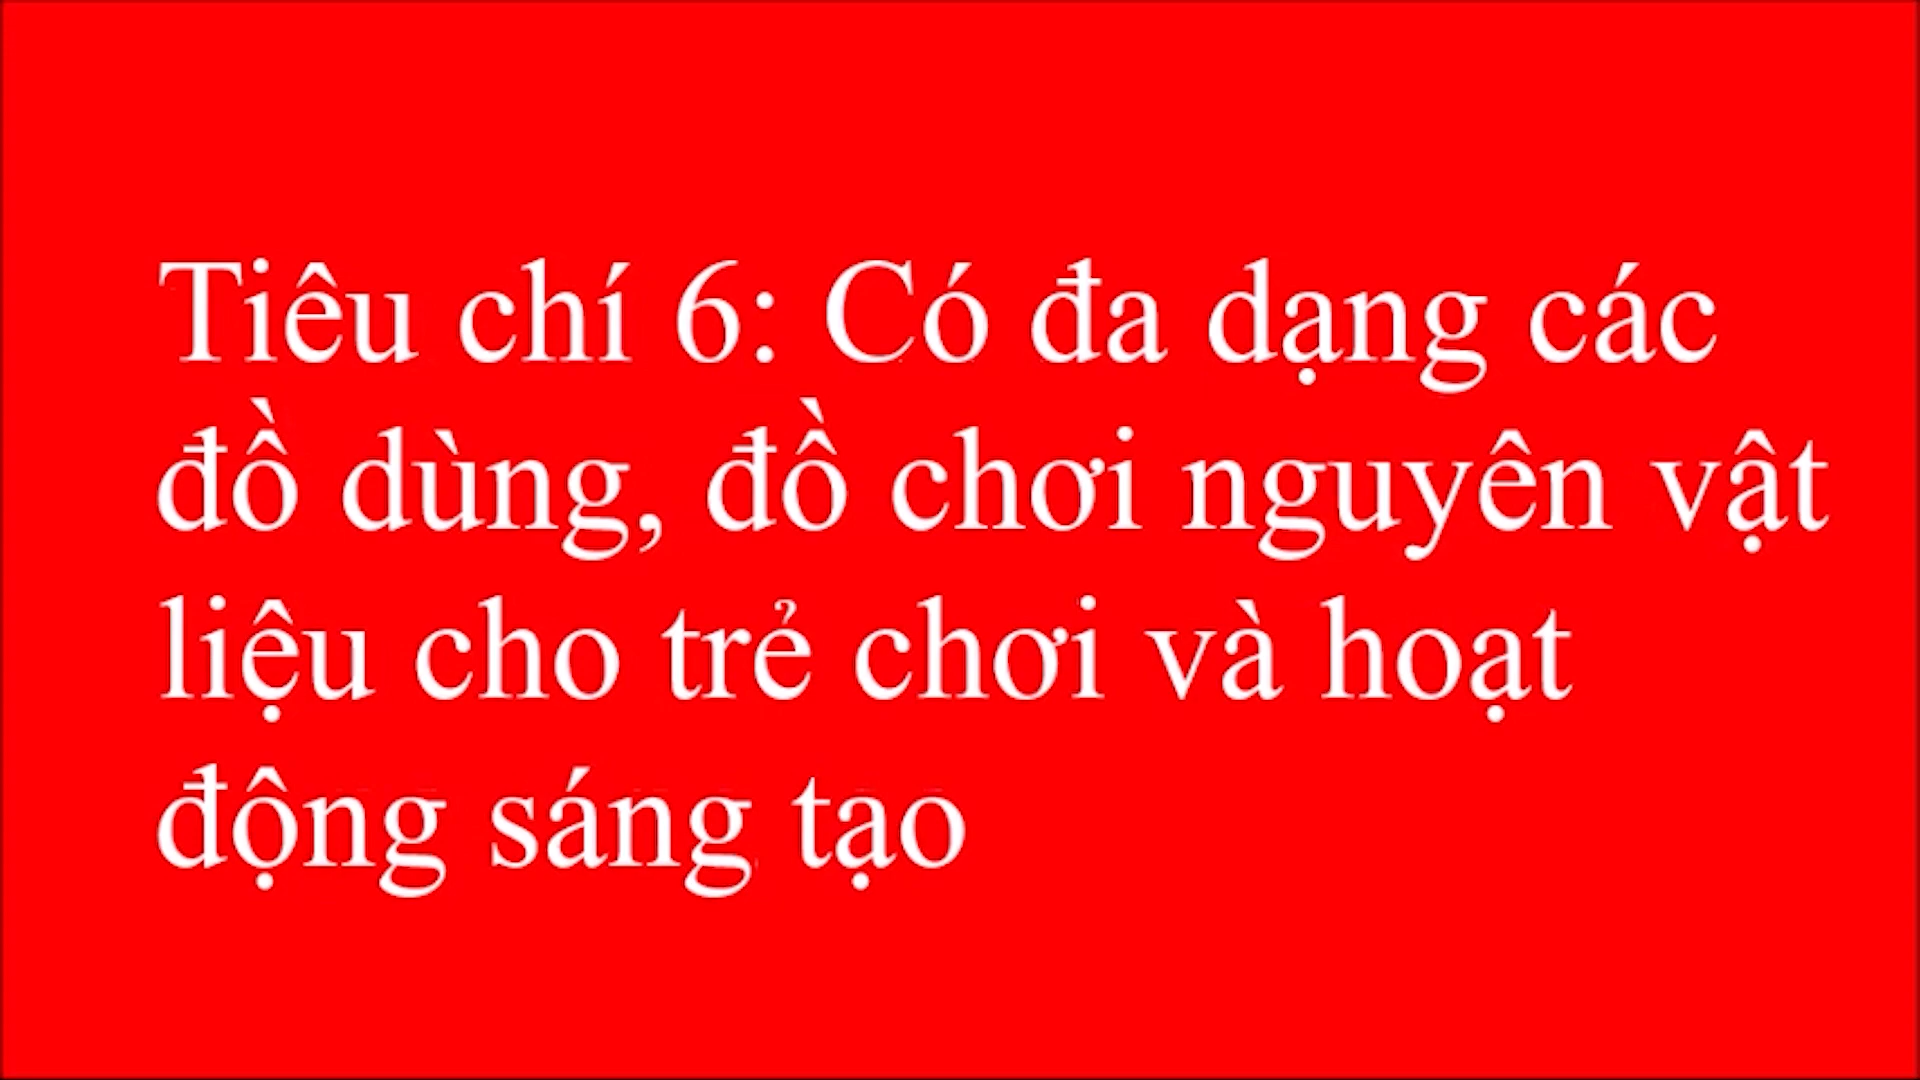 Tiêu chí 6: Có đa dạng các
đồ dùng, đồ chơi nguyên vật
liệu cho trẻ chơi và hoạt
động sáng tạo